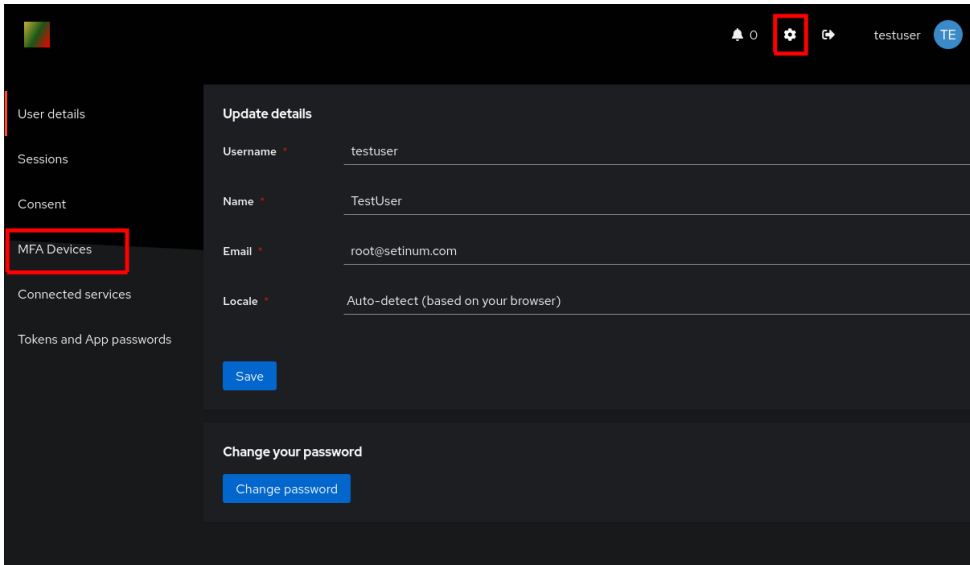 0
testuser
TE
User details
Sessions
Consent
MFA Devices
Connected services
Tokens and App passwords
Update details
Username *
testuser
Name *
TestUser
Email *
root@setinum.com
Locale *
Auto-detect (based on your browser)
Save
Change your password
Change password